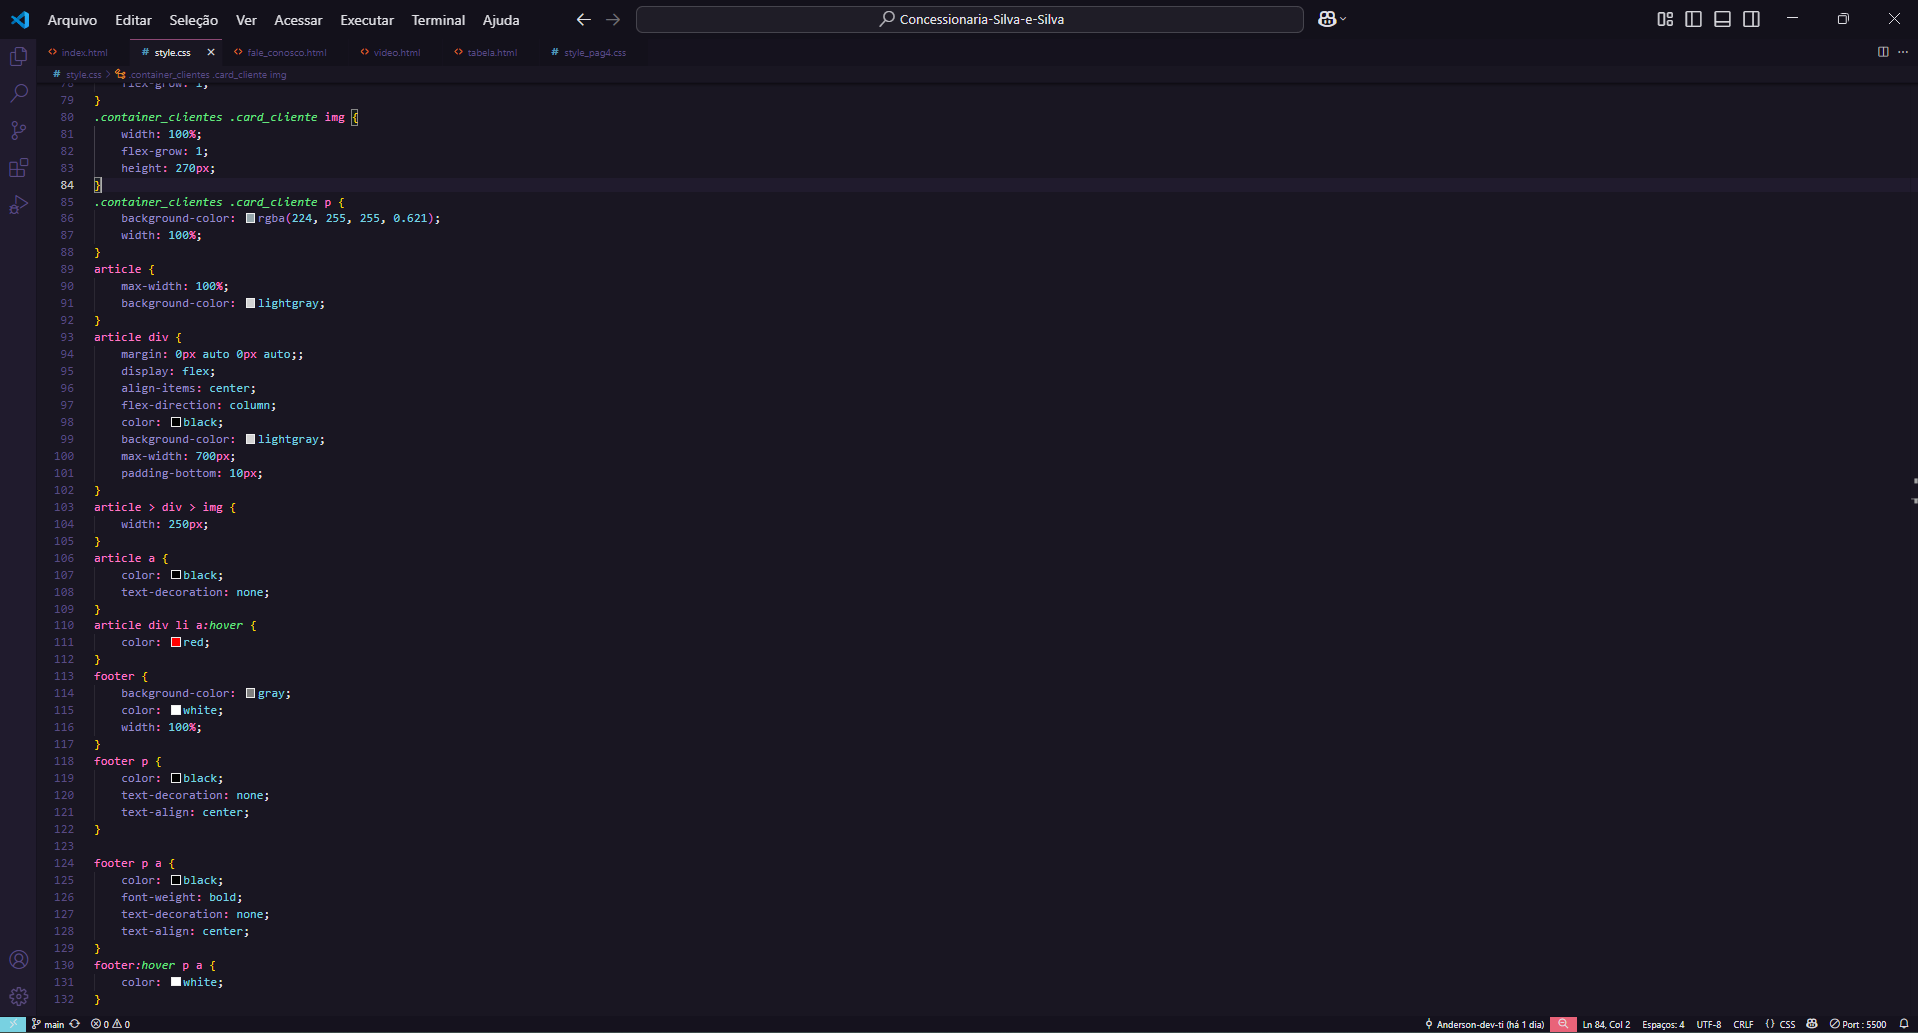 Arquivo Editar Seleção Ver Acessar Executar Terminal Ajuda Concessionaria-Silva-e-Silva
index.html style.css fale_conosco.html video.html tabela.html style_pag4.css
style.css > .container_clientes .card_cliente img
78 flex-grow: 1;
79 }
80 .container_clientes .card_cliente img {
81 width: 100%;
82 flex-grow: 1;
83 height: 270px;
84 }
85 .container_clientes .card_cliente p {
86 background-color: rgba(224, 255, 255, 0.621);
87 width: 100%;
88 }
89 article {
90 max-width: 100%;
91 background-color: lightgray;
92 }
93 article div {
94 margin: 0px auto 0px auto;;
95 display: flex;
96 align-items: center;
97 flex-direction: column;
98 color: black;
99 background-color: lightgray;
100 max-width: 700px;
101 padding-bottom: 10px;
102 }
103 article > div > img {
104 width: 250px;
105 }
106 article a {
107 color: black;
108 text-decoration: none;
109 }
110 article div li a:hover {
111 color: red;
112 }
113 footer {
114 background-color: gray;
115 color: white;
116 width: 100%;
117 }
118 footer p {
119 color: black;
120 text-decoration: none;
121 text-align: center;
122 }
123
124 footer p a {
125 color: black;
126 font-weight: bold;
127 text-decoration: none;
128 text-align: center;
129 }
130 footer:hover p a {
131 color: white;
132 }
main 0 0 Anderson-dev-ti (há 1 dia) Ln 84, Col 2 Espaços: 4 UTF-8 CRLF {} CSS Port : 5500